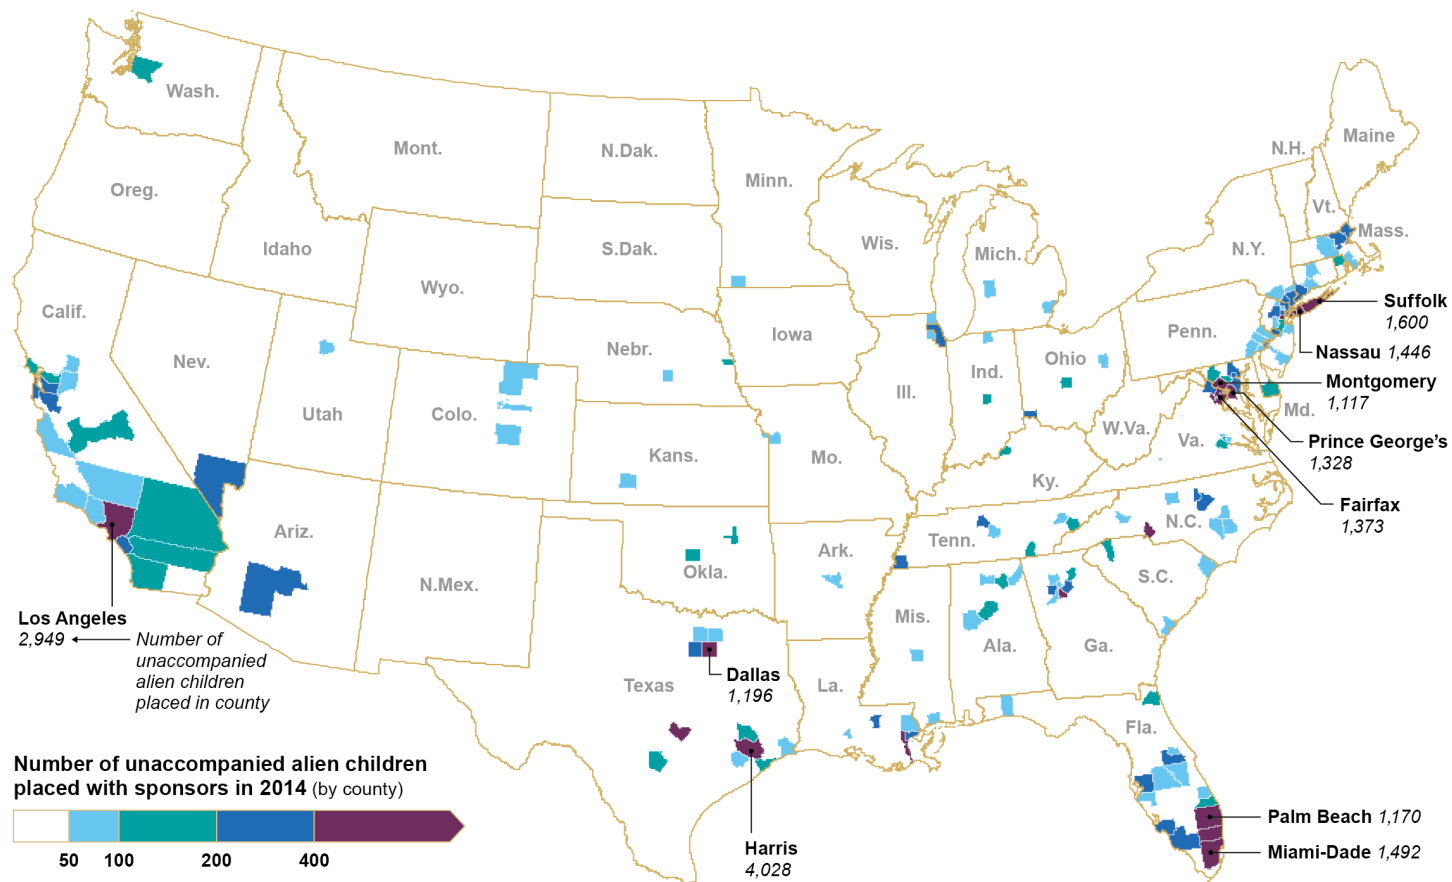 Wash.
Mont.
N.Dak.
Minn.
N.H.
Maine
Oreg.
Idaho
S.Dak.
Wis.
Mich.
Vt.
Mass.
N.Y.
Wyo.
Calif.
Nev.
Utah
Colo.
Nebr.
Iowa
Ill.
Ind.
Ohio
Penn.
Suffolk
1,600
Nassau 1,446
Montgomery
1,117
Md.
W.Va.
Va.
Prince George's
1,328
Fairfax
1,373
Kans.
Mo.
Ky.
Ariz.
N.Mex.
Okla.
Ark.
Tenn.
N.C.
S.C.
Mis.
Ala.
Ga.
Los Angeles
2,949
Number of
unaccompanied
alien children
placed in county
Texas
La.
Dallas
1,196
Fla.
Harris
4,028
Palm Beach 1,170
Miami-Dade 1,492
Number of unaccompanied alien children
placed with sponsors in 2014 (by county)
50 100 200 400